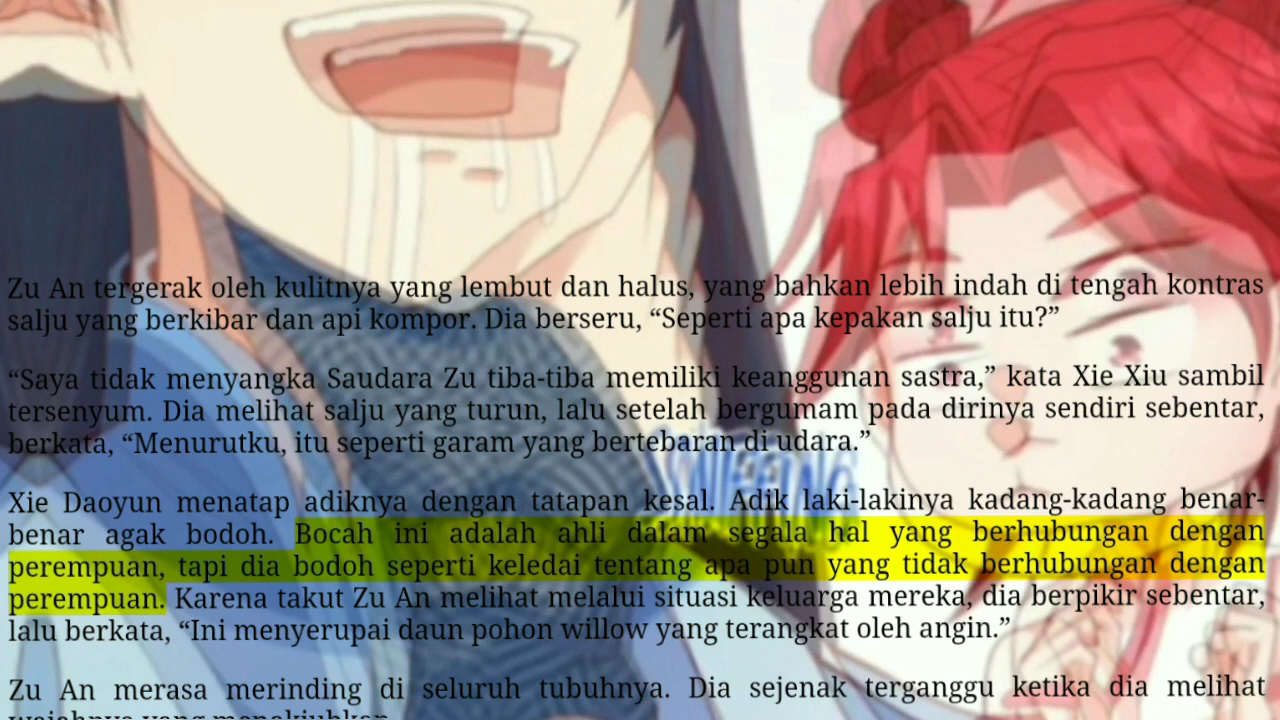 Zu An tergerak oleh kulitnya yang lembut dan halus, yang bahkan lebih indah di tengah kontras
salju yang berkibar dan api kompor. Dia berseru, “Seperti apa kepakan salju itu?”
“Saya tidak menyangka Saudara Zu tiba-tiba memiliki keanggunan sastra,” kata Xie Xiu sambil
tersenyum. Dia melihat salju yang turun, lalu setelah bergumam pada dirinya sendiri sebentar,
berkata, “Menurutku, itu seperti garam yang bertebaran di udara.”
Xie Daoyun menatap adiknya dengan tatapan kesal. Adik laki-lakinya kadang-kadang benar-
benar agak bodoh. Bocah ini adalah ahli dalam segala hal yang berhubungan dengan
perempuan, tapi dia bodoh seperti keledai tentang apa pun yang tidak berhubungan dengan
perempuan. Karena takut Zu An melihat melalui situasi keluarga mereka, dia berpikir sebentar,
lalu berkata, “Ini menyerupai daun pohon willow yang terangkat oleh angin.”
Zu An merasa merinding di seluruh tubuhnya. Dia sejenak terganggu ketika dia melihat